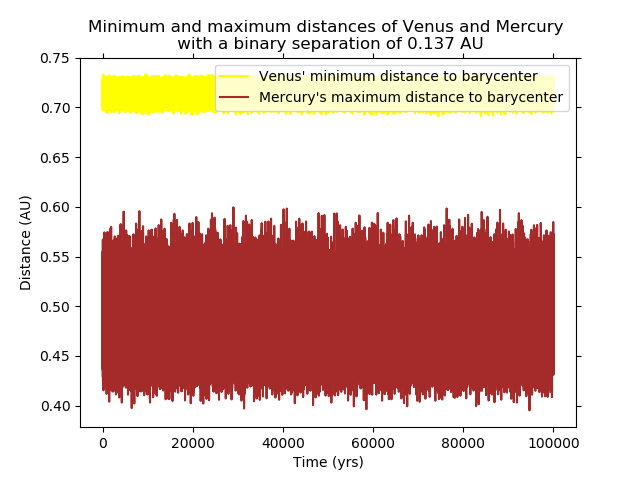 Minimum and maximum distances of Venus and Mercury
with a binary separation of 0.137 AU
Venus' minimum distance to barycenter
Mercury's maximum distance to barycenter
0.75
0.70
0.65
0.60
0.55
0.50
0.45
0.40
Distance (AU)
0 20000 40000 60000 80000 100000
Time (yrs)